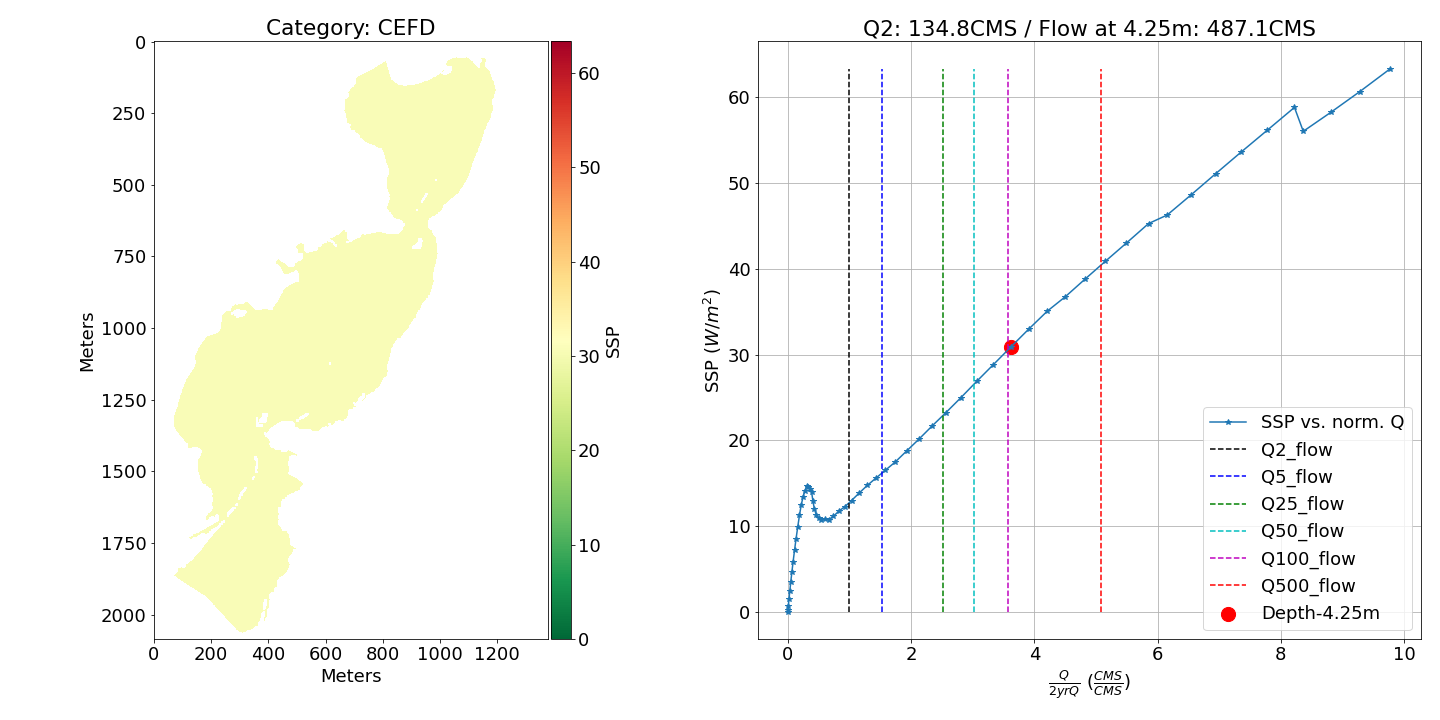 Category: CEFD
0
250
500
750
1000
1250
1500
1750
2000
Meters
0 200 400 600 800 1000 1200
Meters
60
50
40
30
20
10
0
SSP
Q2: 134.8CMS / Flow at 4.25m: 487.1CMS
60
50
40
30
20
10
0
SSP (W/m²)
0 2 4 6 8 10
Q/2yrQ (CMS/CMS)
SSP vs. norm. Q
Q2_flow
Q5_flow
Q25_flow
Q50_flow
Q100_flow
Q500_flow
Depth-4.25m